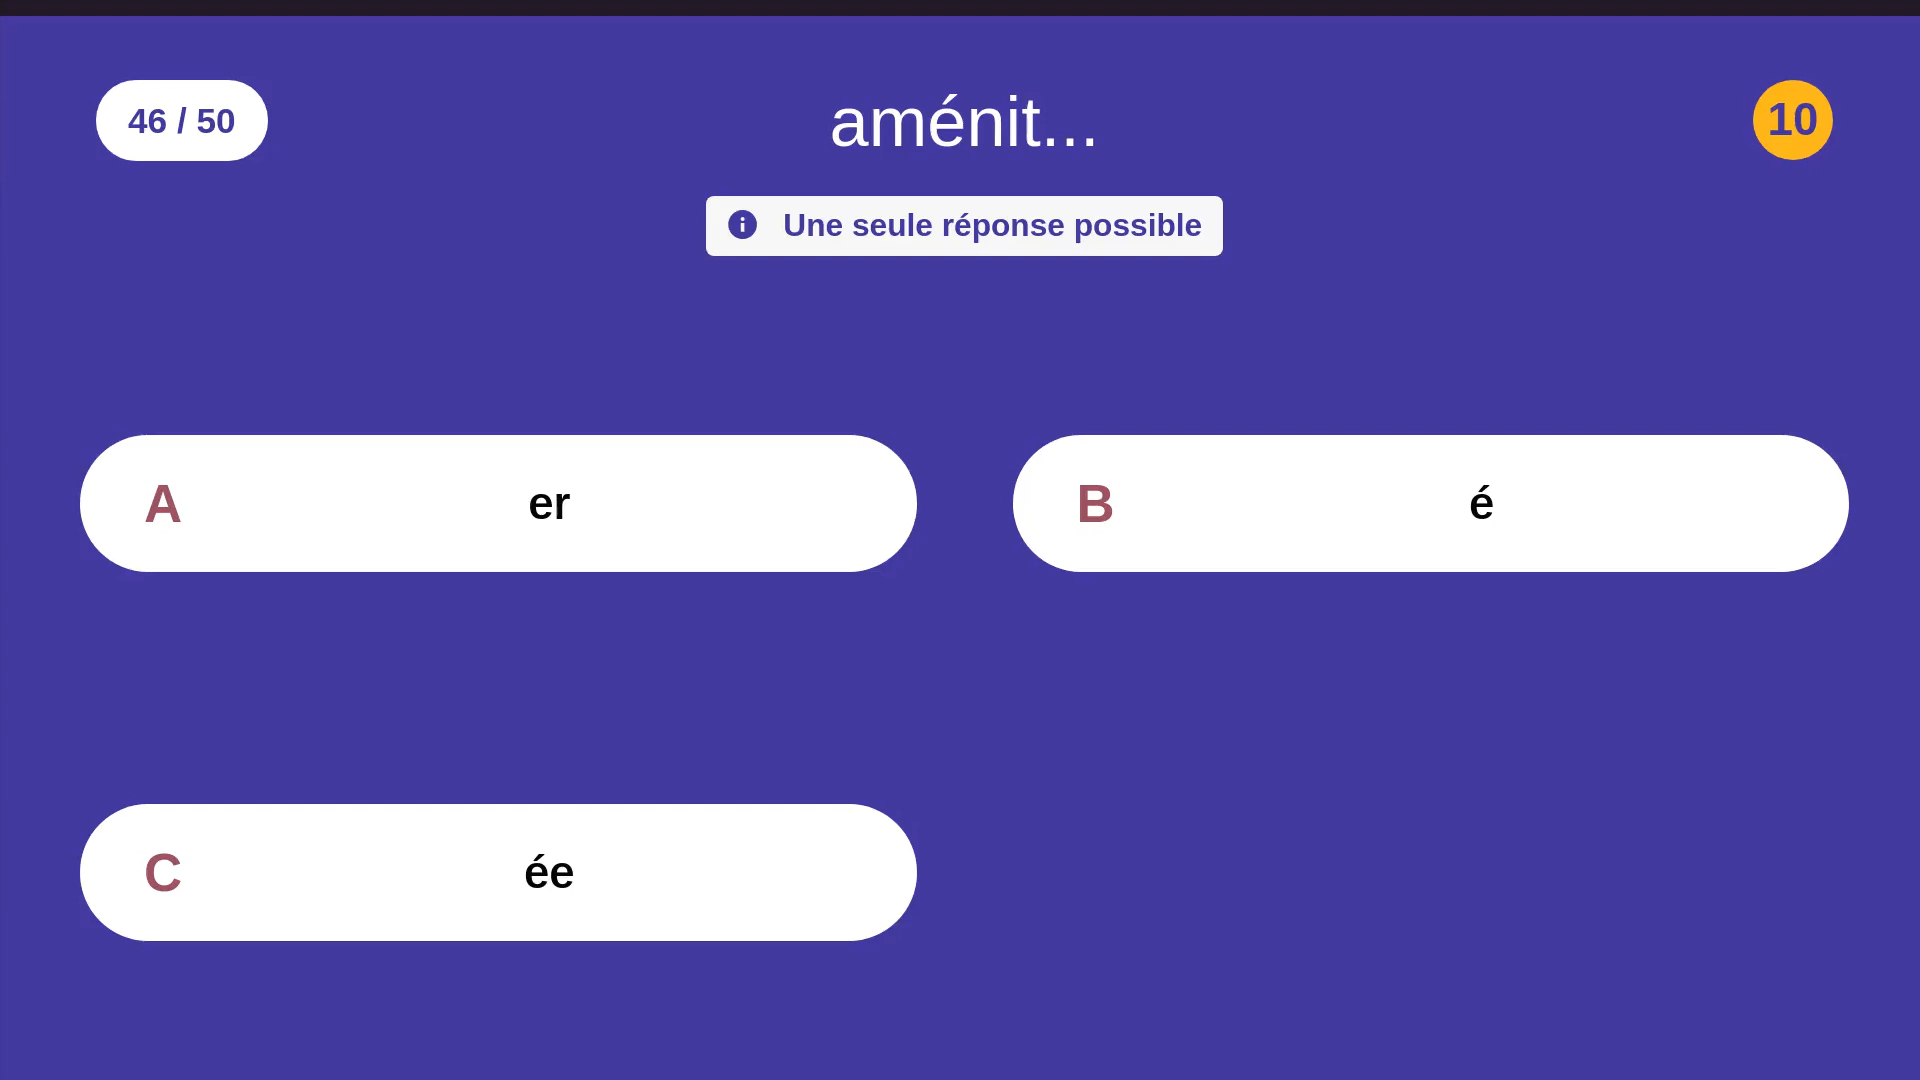 46 / 50
aménit...
10
Une seule réponse possible
A er
B é
C ée